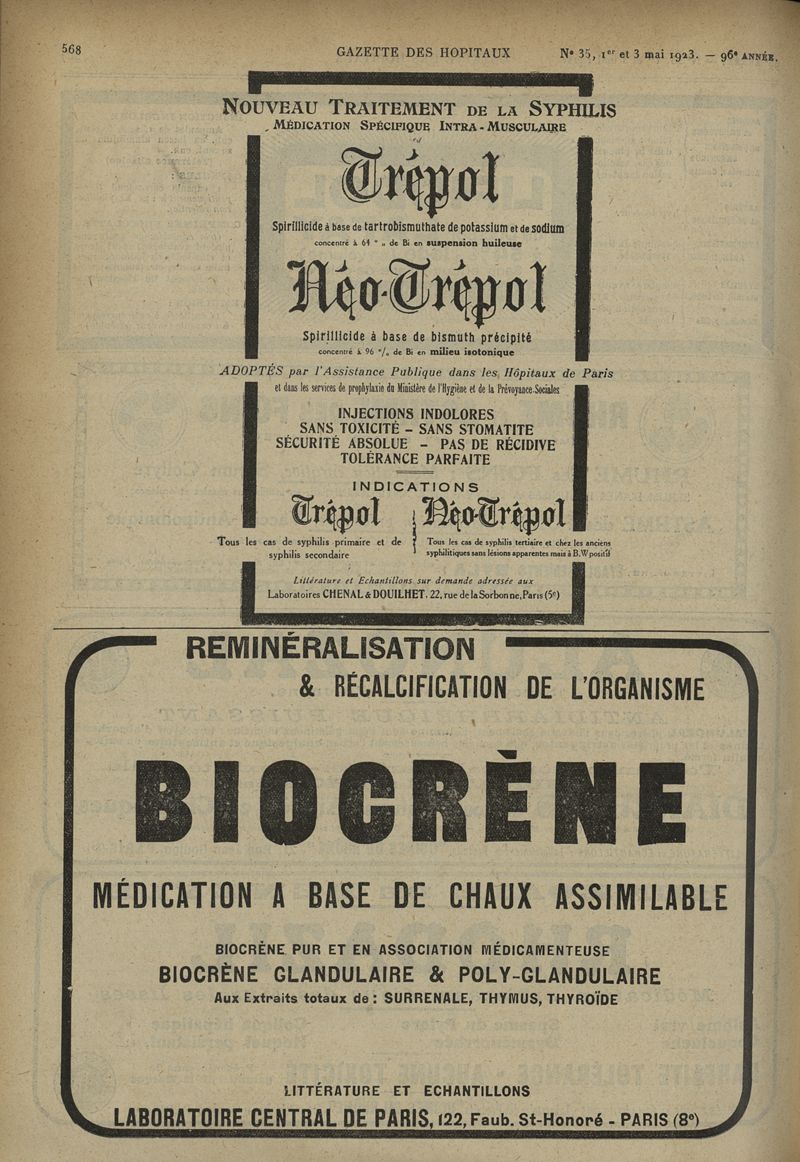 568
GAZETTE DES HOPITAUX
N° 35, 1er et 3 mai 1923. — 96e ANNÉE.
NOUVEAU TRAITEMENT DE LA SYPHILIS
MÉDICATION SPÉCIFIQUE INTRA-MUSCULAIRE
Trépol
Spirillicide à base de tartrobismuthate de potassium et de sodium
concentré à 64 % de Bi en suspension huileuse
Néo-Trépol
Spirillicide à base de bismuth précipité
concentré à 96 % de Bi en milieu isotonique
ADOPTÉS par l'Assistance Publique dans les Hôpitaux de Paris
et dans les services de prophylaxie du Ministère de l'Hygiène et de la Prévoyance Sociales
INJECTIONS INDOLORES
SANS TOXICITÉ – SANS STOMATITE
SÉCURITÉ ABSOLUE – PAS DE RÉCIDIVE
TOLÉRANCE PARFAITE
INDICATIONS
Trépol
Tous les cas de syphilis primaire et de
syphilis secondaire
Néo-Trépol
Tous les cas de syphilis tertiaire et chez les anciens
syphilitiques sans lésions apparentes mais à B.W positif
Littérature et Echantillons sur demande adressée aux
Laboratoires CHENAL & DOUILHET, 22, rue de la Sorbonne, Paris (5e)
REMINÉRALISATION
& RÉCALCIFICATION DE L'ORGANISME
BIOCRÈNE
MÉDICATION A BASE DE CHAUX ASSIMILABLE
BIOCRÈNE PUR ET EN ASSOCIATION MÉDICAMENTEUSE
BIOCRÈNE GLANDULAIRE & POLY-GLANDULAIRE
Aux Extraits totaux de : SURRENALE, THYMUS, THYROÏDE
LITTÉRATURE ET ECHANTILLONS
LABORATOIRE CENTRAL DE PARIS, 122, Faub. St-Honoré - PARIS (8e)